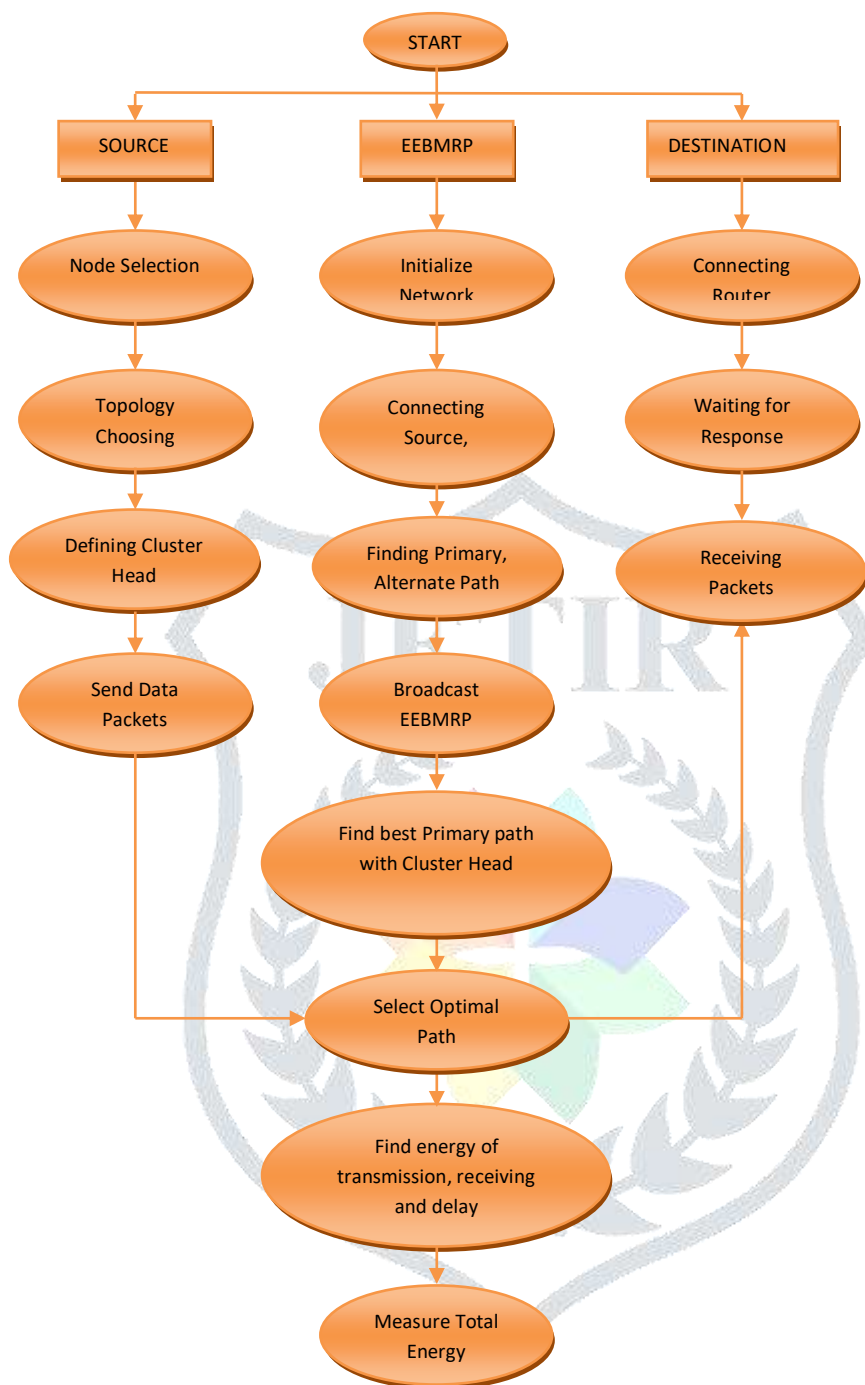 START
SOURCE
EEBMRP
DESTINATION
Node Selection
Initialize
Network
Connecting
Router
Topology
Choosing
Connecting
Source,
Waiting for
Response
Defining Cluster
Head
Finding Primary,
Alternate Path
Receiving
Packets
JETIR
Send Data
Packets
Broadcast
EEBMRP
Find best Primary path
with Cluster Head
Select Optimal
Path
Find energy of
transmission, receiving
and delay
Measure Total
Energy